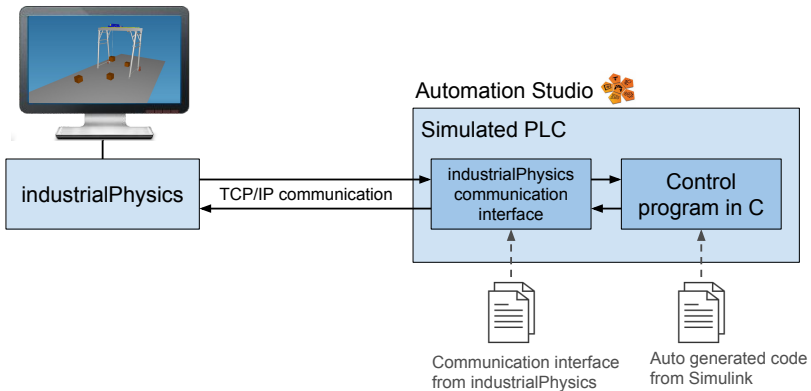 Automation Studio
Simulated PLC
industrialPhysics
TCP/IP communication
industrialPhysics
communication
interface
Control
program in C
Communication interface
from industrialPhysics
Auto generated code
from Simulink